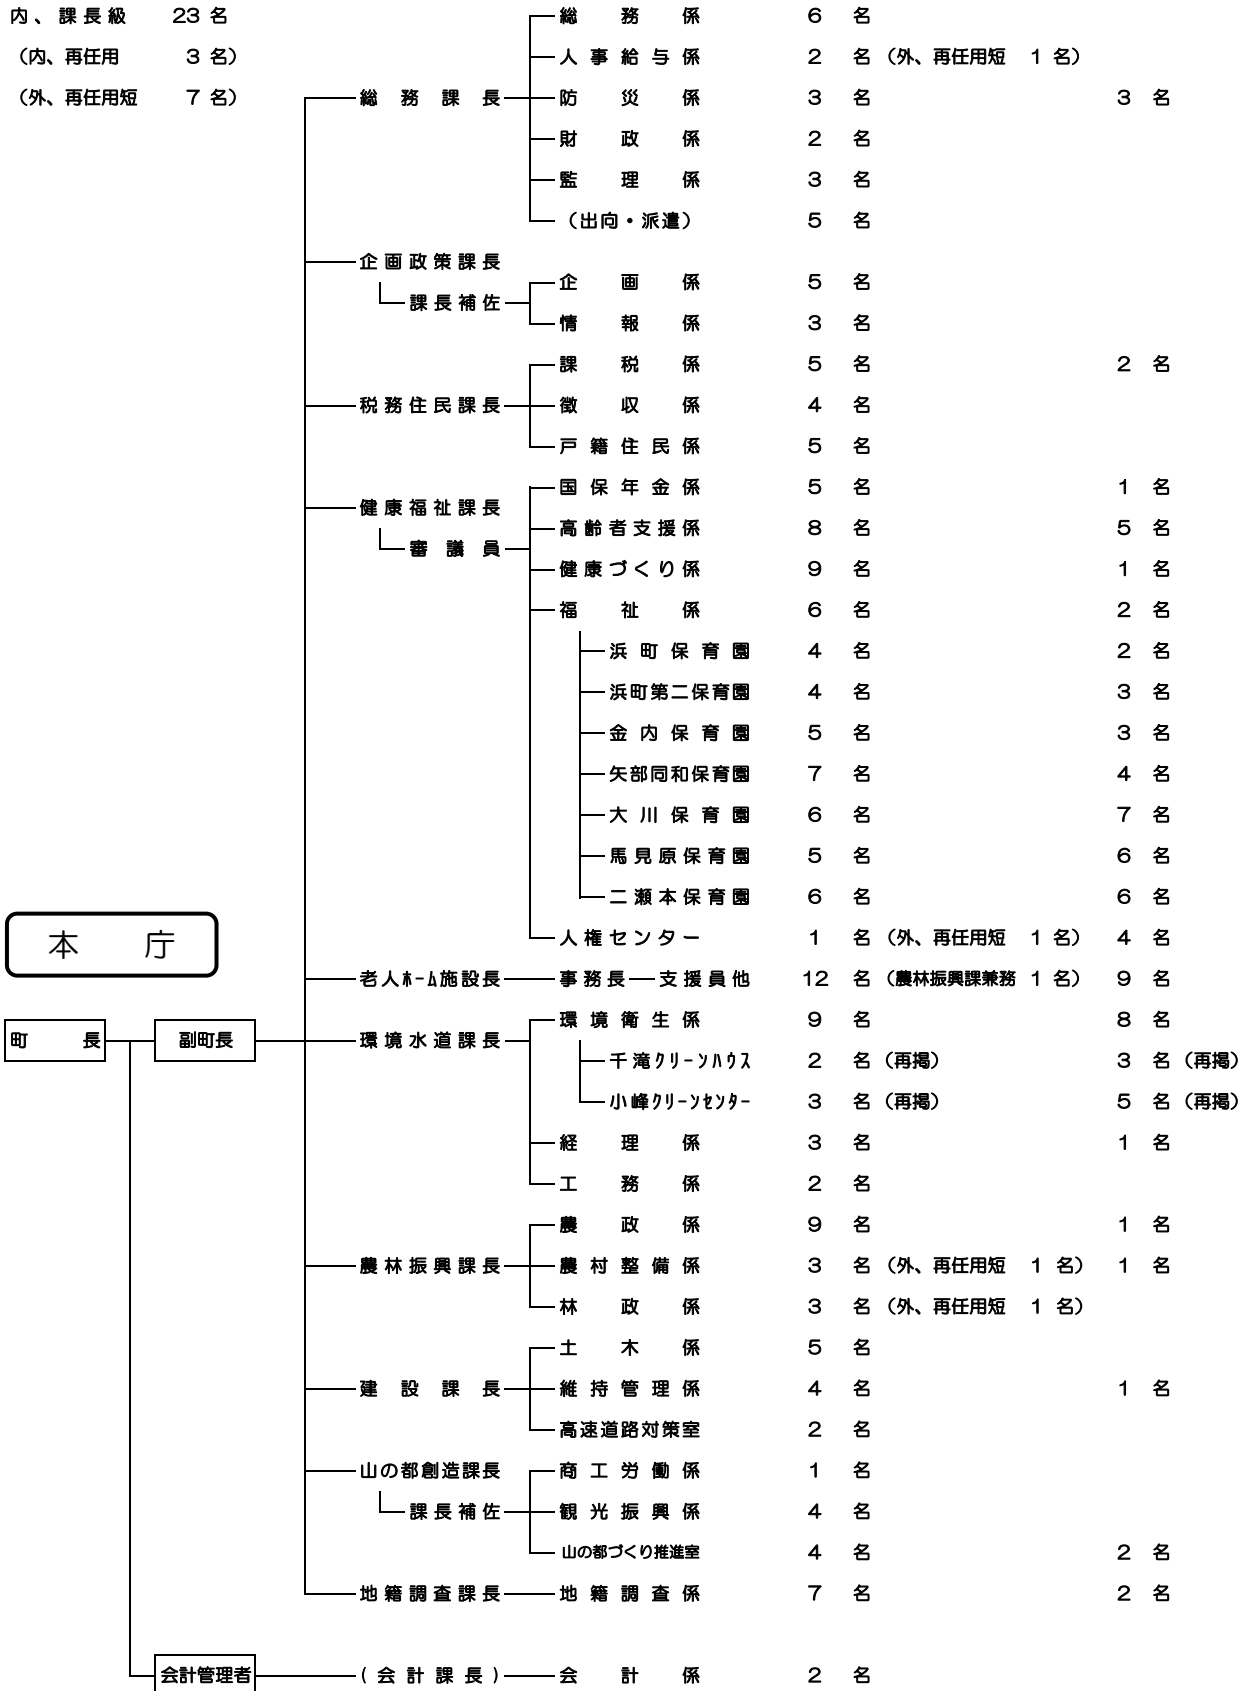 内、課長級 23 名 総務係 6 名
（内、再任用 3 名） 人事給与係 2 名（外、再任用短 1 名）
（外、再任用短 7 名） 総務課長 防災係 3 名 3 名
財政係 2 名
監理係 3 名
（出向・派遣） 5 名
企画政策課長
企画係 5 名
課長補佐
情報係 3 名
課税係 5 名 2 名
税務住民課長 徴収係 4 名
戸籍住民係 5 名
国保年金係 5 名 1 名
健康福祉課長
高齢者支援係 8 名 5 名
審議員
健康づくり係 9 名 1 名
福祉係 6 名 2 名
浜町保育園 4 名 2 名
浜町第二保育園 4 名 3 名
金内保育園 5 名 3 名
矢部同和保育園 7 名 4 名
大川保育園 6 名 7 名
馬見原保育園 5 名 6 名
二瀬本保育園 6 名 6 名
本庁 人権センター 1 名（外、再任用短 1 名） 4 名
老人ﾎｰﾑ施設長 事務長 支援員他 12 名（農林振興課兼務 1 名） 9 名
環境衛生係 9 名 8 名
町長 副町長 環境水道課長
千滝ｸﾘｰﾝﾊｳｽ 2 名（再掲） 3 名（再掲）
小峰ｸﾘｰﾝｾﾝﾀｰ 3 名（再掲） 5 名（再掲）
経理係 3 名 1 名
工務係 2 名
農政係 9 名 1 名
農林振興課長 農村整備係 3 名（外、再任用短 1 名） 1 名
林政係 3 名（外、再任用短 1 名）
土木係 5 名
建設課長 維持管理係 4 名 1 名
高速道路対策室 2 名
山の都創造課長 商工労働係 1 名
課長補佐 観光振興係 4 名
山の都づくり推進室 4 名 2 名
地籍調査課長 地籍調査係 7 名 2 名
会計管理者 (会計課長) 会計係 2 名